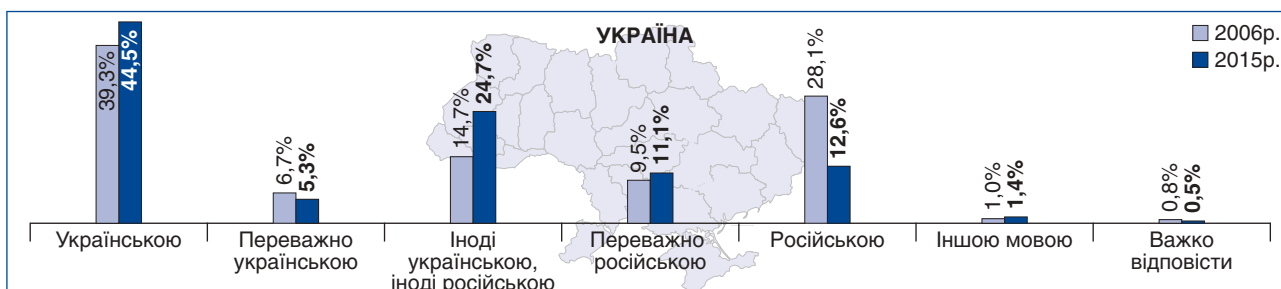 УКРАЇНА
2006р.
2015р.
39,3%
44,5%
6,7%
5,3%
14,7%
24,7%
9,5%
11,1%
28,1%
12,6%
1,0%
1,4%
0,8%
0,5%
Українською
Переважно
українською
Іноді
українською,
іноді російською
Переважно
російською
Російською
Іншою мовою
Важко
відповісти